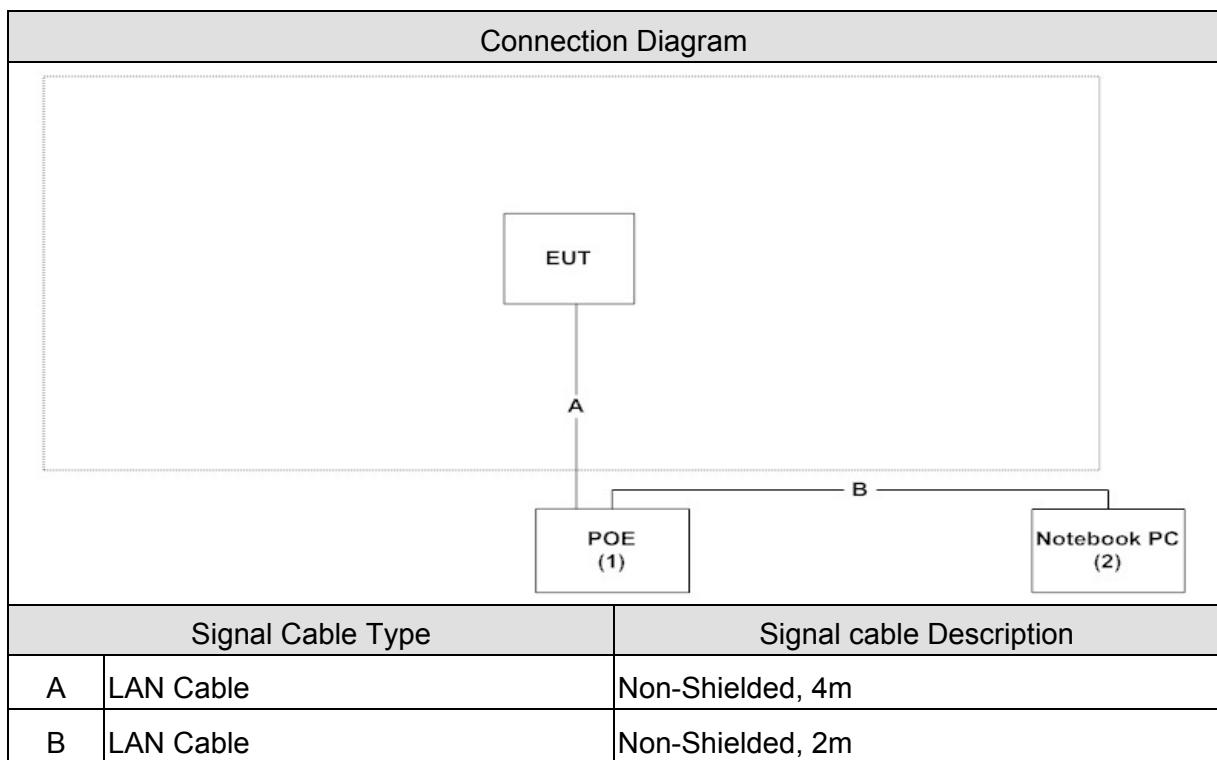 Connection Diagram
EUT
A
B
POE
(1)
Notebook PC
(2)
Signal Cable Type Signal cable Description
A LAN Cable Non-Shielded, 4m
B LAN Cable Non-Shielded, 2m